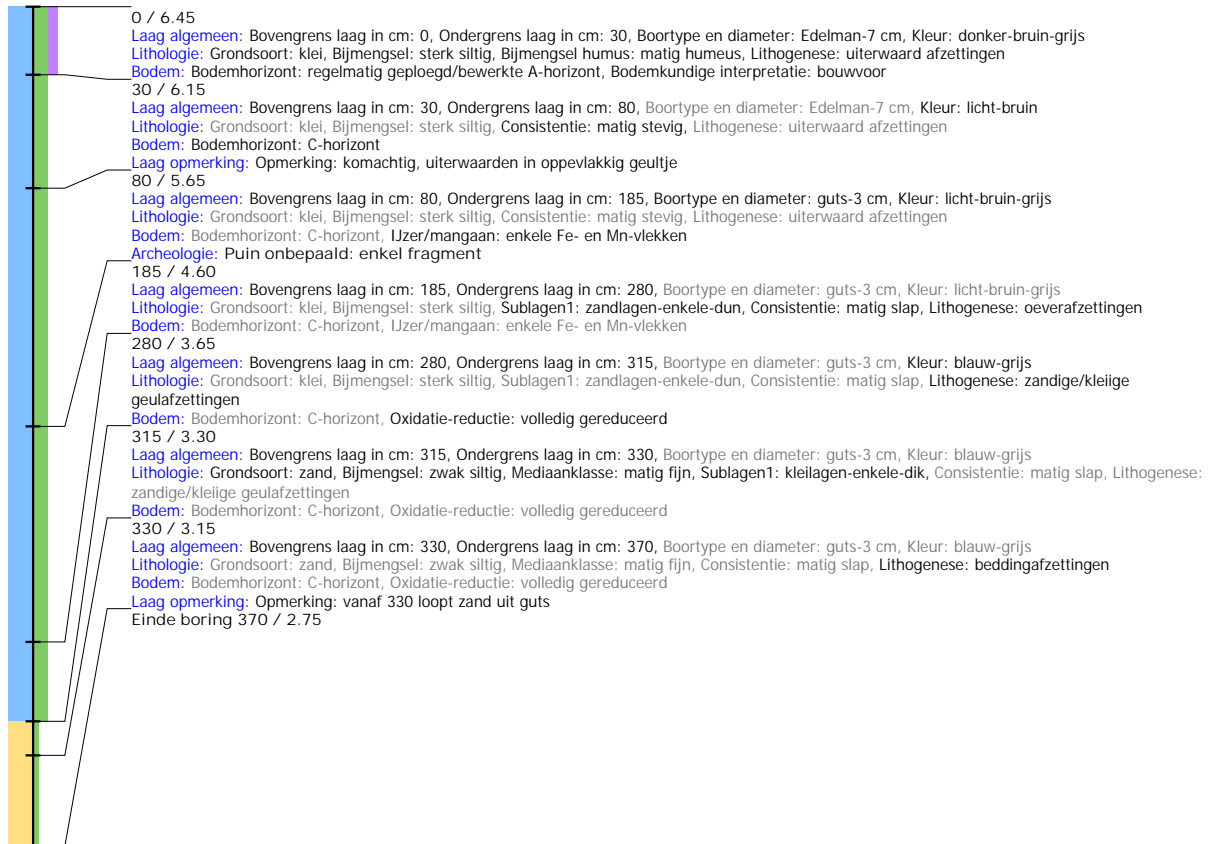 0 / 6.45
Laag algemeen: Bovengrens laag in cm: 0, Ondergrens laag in cm: 30, Boortype en diameter: Edelman-7 cm, Kleur: donker-bruin-grijs
Lithologie: Grondsoort: klei, Bijmengsel: sterk siltig, Bijmengsel humus: matig humeus, Lithogenese: uiterwaard afzettingen
Bodem: Bodemhorizont: regelmatig geploegd/bewerkte A-horizont, Bodemkundige interpretatie: bouwvoor
30 / 6.15
Laag algemeen: Bovengrens laag in cm: 30, Ondergrens laag in cm: 80, Boortype en diameter: Edelman-7 cm, Kleur: licht-bruin
Lithologie: Grondsoort: klei, Bijmengsel: sterk siltig, Consistentie: matig stevig, Lithogenese: uiterwaard afzettingen
Bodem: Bodemhorizont: C-horizont
Laag opmerking: Opmerking: komachtig, uiterwaarden in oppevlakkig geultje
80 / 5.65
Laag algemeen: Bovengrens laag in cm: 80, Ondergrens laag in cm: 185, Boortype en diameter: guts-3 cm, Kleur: licht-bruin-grijs
Lithologie: Grondsoort: klei, Bijmengsel: sterk siltig, Consistentie: matig stevig, Lithogenese: uiterwaard afzettingen
Bodem: Bodemhorizont: C-horizont, IJzer/mangaan: enkele Fe- en Mn-vlekken
Archeologie: Puin onbepaald: enkel fragment
185 / 4.60
Laag algemeen: Bovengrens laag in cm: 185, Ondergrens laag in cm: 280, Boortype en diameter: guts-3 cm, Kleur: licht-bruin-grijs
Lithologie: Grondsoort: klei, Bijmengsel: sterk siltig, Sublagen1: zandlagen-enkele-dun, Consistentie: matig slap, Lithogenese: oeverafzettingen
Bodem: Bodemhorizont: C-horizont, IJzer/mangaan: enkele Fe- en Mn-vlekken
280 / 3.65
Laag algemeen: Bovengrens laag in cm: 280, Ondergrens laag in cm: 315, Boortype en diameter: guts-3 cm, Kleur: blauw-grijs
Lithologie: Grondsoort: klei, Bijmengsel: sterk siltig, Sublagen1: zandlagen-enkele-dun, Consistentie: matig slap, Lithogenese: zandige/kleiige
geulafzettingen
Bodem: Bodemhorizont: C-horizont, Oxidatie-reductie: volledig gereduceerd
315 / 3.30
Laag algemeen: Bovengrens laag in cm: 315, Ondergrens laag in cm: 330, Boortype en diameter: guts-3 cm, Kleur: blauw-grijs
Lithologie: Grondsoort: zand, Bijmengsel: zwak siltig, Mediaanklasse: matig fijn, Sublagen1: kleilagen-enkele-dik, Consistentie: matig slap, Lithogenese:
zandige/kleiige geulafzettingen
Bodem: Bodemhorizont: C-horizont, Oxidatie-reductie: volledig gereduceerd
330 / 3.15
Laag algemeen: Bovengrens laag in cm: 330, Ondergrens laag in cm: 370, Boortype en diameter: guts-3 cm, Kleur: blauw-grijs
Lithologie: Grondsoort: zand, Bijmengsel: zwak siltig, Mediaanklasse: matig fijn, Consistentie: matig slap, Lithogenese: beddingafzettingen
Bodem: Bodemhorizont: C-horizont, Oxidatie-reductie: volledig gereduceerd
Laag opmerking: Opmerking: vanaf 330 loopt zand uit guts
Einde boring 370 / 2.75